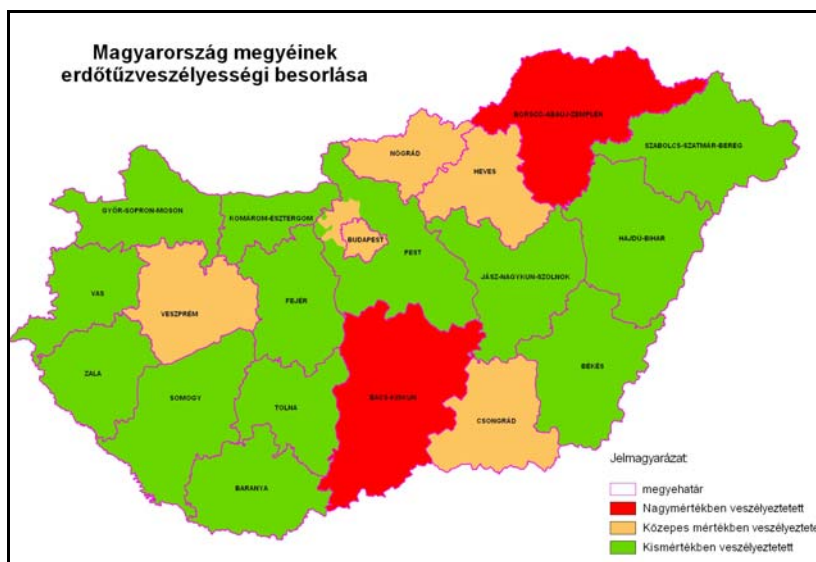 Magyarország megyéinek
erdőtűzveszélyességi besorlása
BORSOD-ABAÚJ-ZEMPLÉN
SZABOLCS-SZATMÁR-BEREG
NÓGRÁD
HEVES
GYŐR-SOPRON-MOSON
KOMÁROM-ESZTERGOM
BUDAPEST
HAJDÚ-BIHAR
PEST
JÁSZ-NAGYKUN-SZOLNOK
VAS
VESZPRÉM
FEJÉR
ZALA
SOMOGY
TOLNA
BÁCS-KISKUN
BÉKÉS
CSONGRÁD
BARANYA
Jelmagyarázat
megyehatár
Nagymértékben veszélyeztetett
Közepes mértékben veszélyeztete
Kismértékben veszélyeztetett